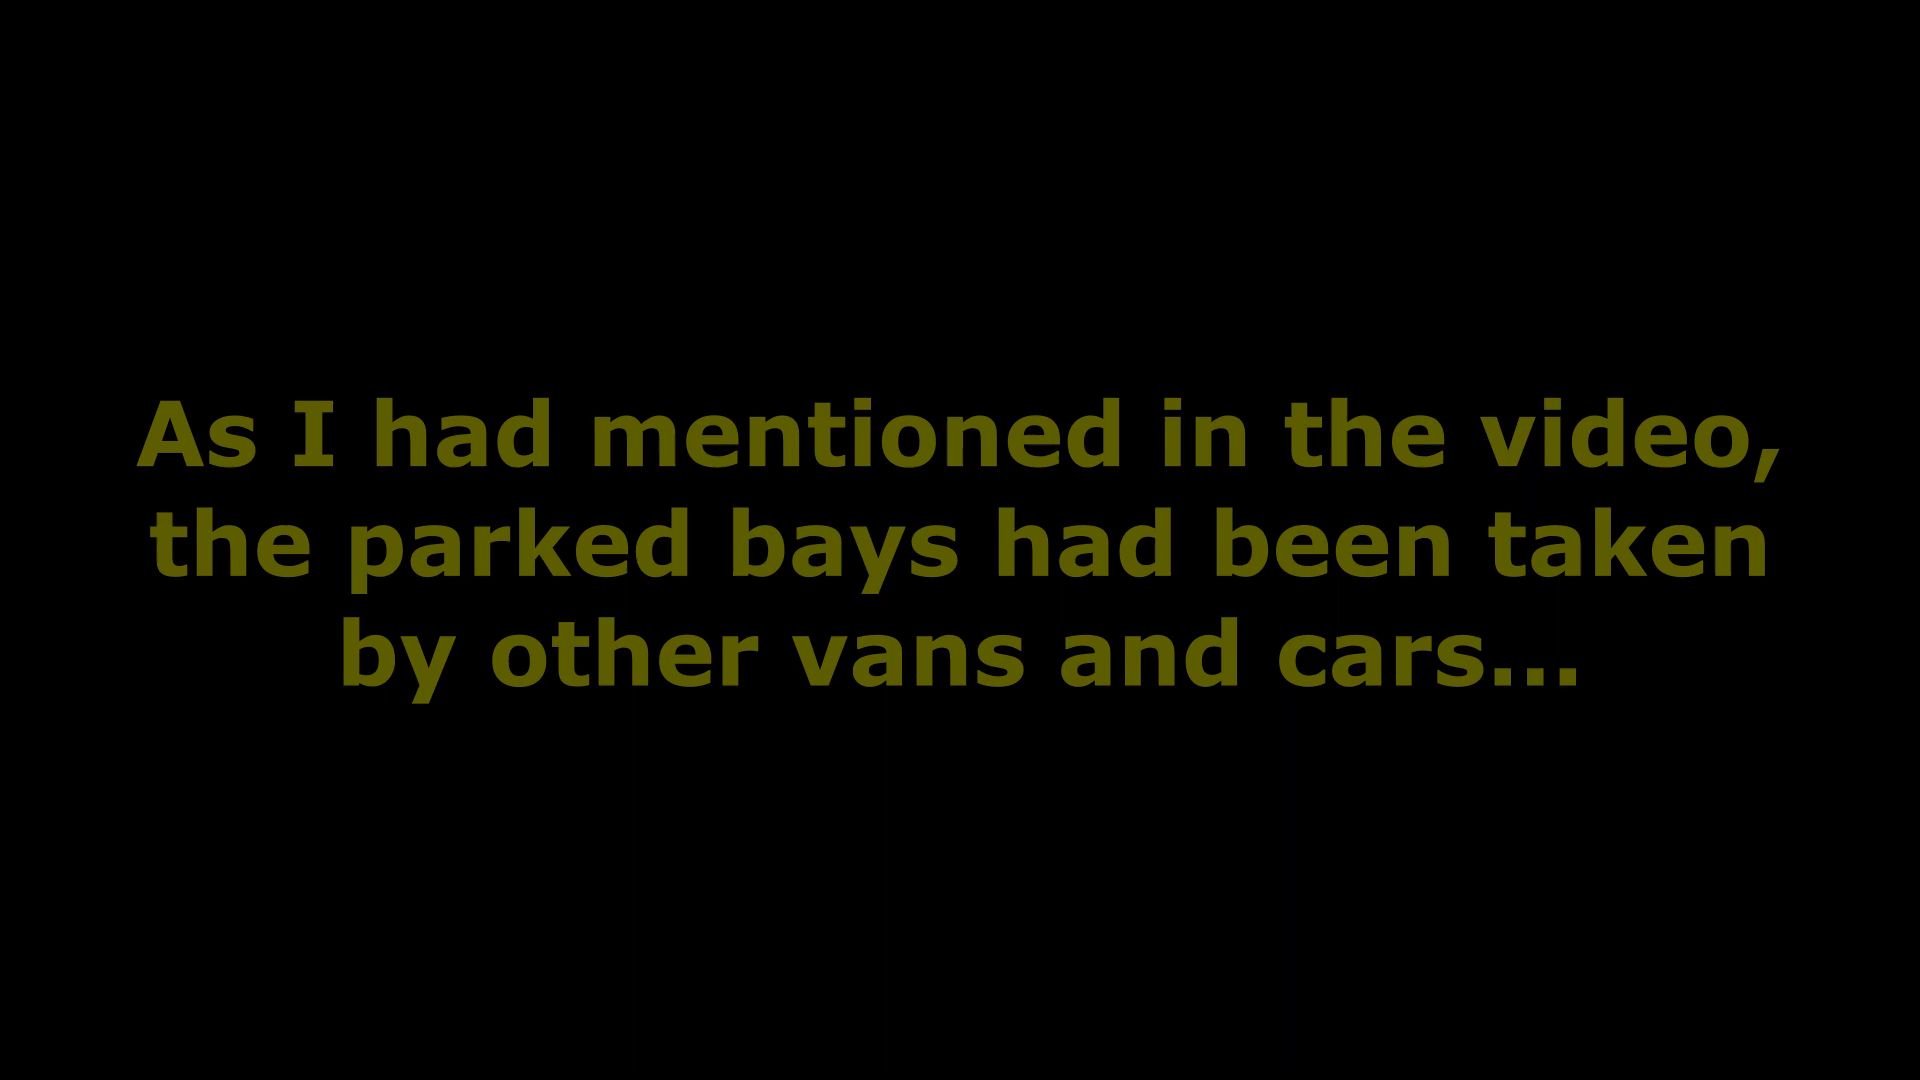 As I had mentioned in the video,
the parked bays had been taken
by other vans and cars...